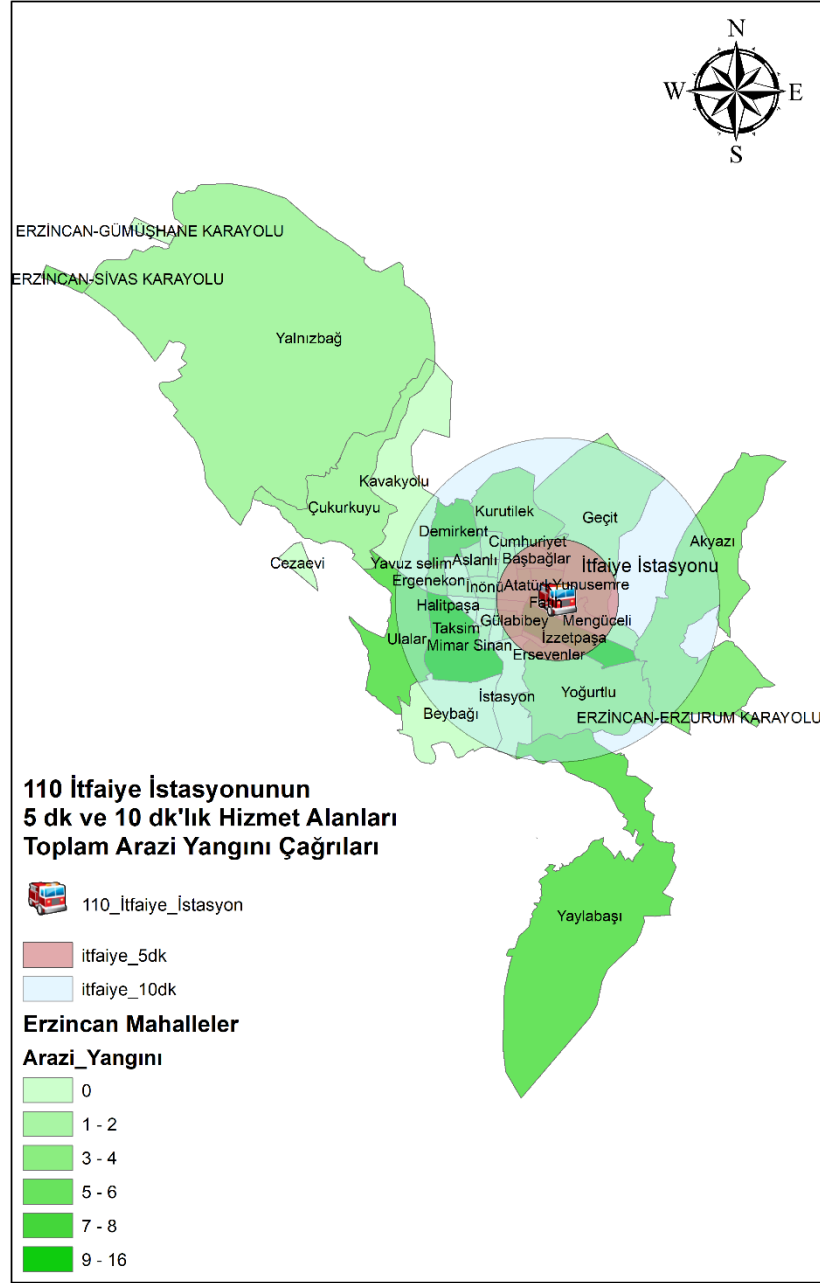 N
W E
S
ERZİNCAN-GÜMÜŞHANE KARAYOLU
ERZİNCAN-SİVAS KARAYOLU
Yalnızbağ
Kavakyolu
Çukurkuyu
Kurutilek
Geçit
Demirkent
Cumhuriyet
Akyazı
Cezaevi
Yavuz selim
Aslanlı
Başbağlar
İtfaiye İstasyonu
Ergenekon
İnönü
Atatürk
Yunusemre
Halitpaşa
Fatih
Gülabibey
Mengüceli
Taksim
İzzetpaşa
Ulalar
Mimar Sinan
Ersevenler
İstasyon
Yoğurtlu
Beybağı
ERZİNCAN-ERZURUM KARAYOLU
Yaylabaşı
110 İtfaiye İstasyonunun
5 dk ve 10 dk'lık Hizmet Alanları
Toplam Arazi Yangını Çağrıları
110_İtfaiye_İstasyon
itfaiye_5dk
itfaiye_10dk
Erzincan Mahalleler
Arazi_Yangını
0
1 - 2
3 - 4
5 - 6
7 - 8
9 - 16